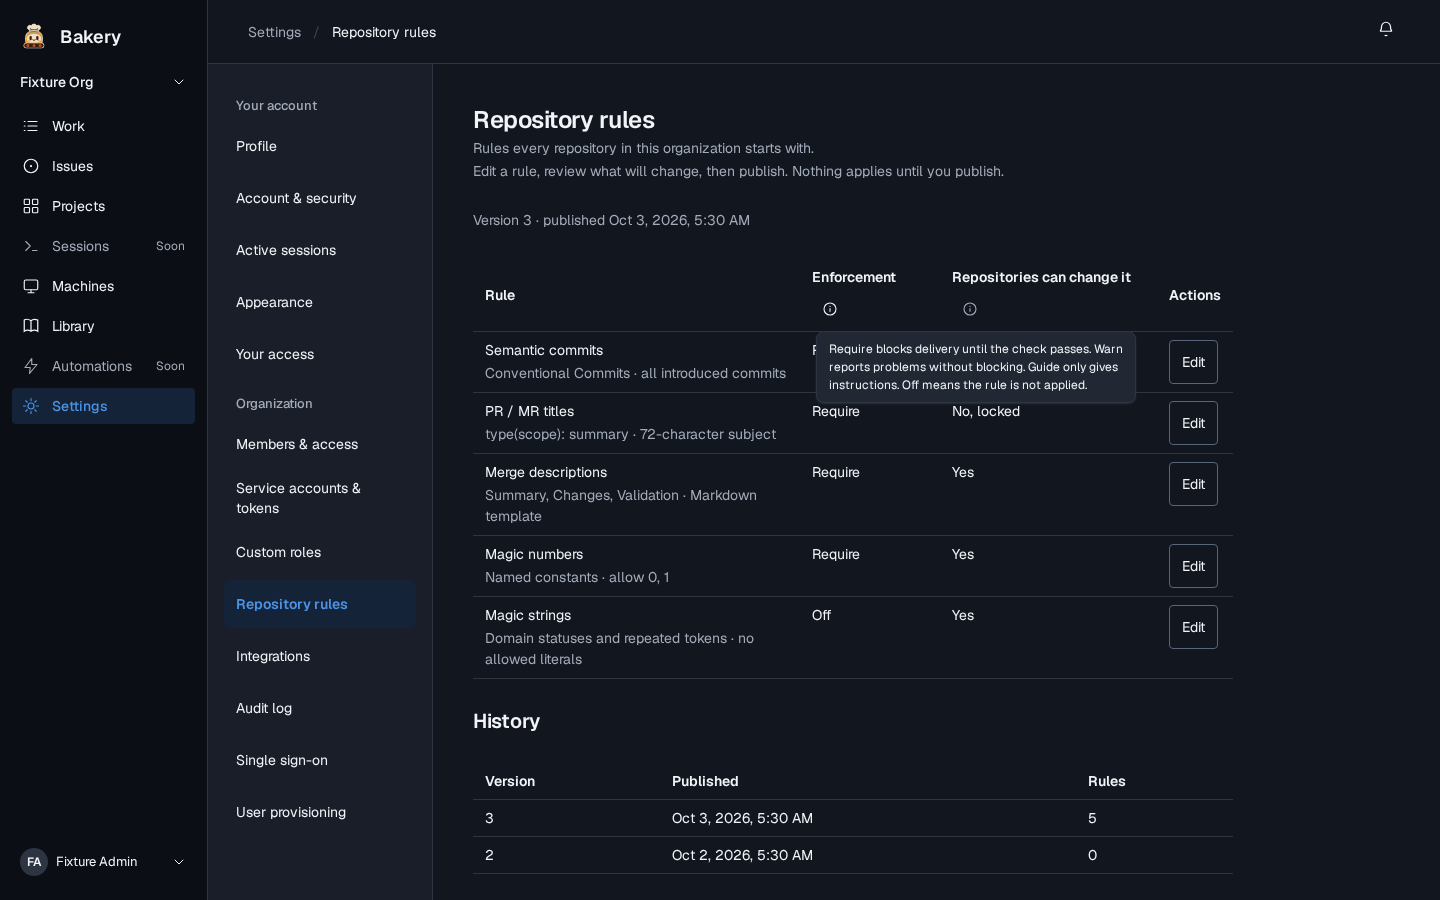 Bakery
Fixture Org
Work
Issues
Projects
Sessions Soon
Machines
Library
Automations Soon
Settings
FA Fixture Admin
Settings / Repository rules
Your account
Profile
Account & security
Active sessions
Appearance
Your access
Organization
Members & access
Service accounts &
tokens
Custom roles
Repository rules
Integrations
Audit log
Single sign-on
User provisioning
Repository rules
Rules every repository in this organization starts with.
Edit a rule, review what will change, then publish. Nothing applies until you publish.
Version 3 · published Oct 3, 2026, 5:30 AM
Rule Enforcement Repositories can change it Actions
Semantic commits Edit
Conventional Commits · all introduced commits
Require blocks delivery until the check passes. Warn
reports problems without blocking. Guide only gives
instructions. Off means the rule is not applied.
PR / MR titles Require No, locked Edit
type(scope): summary · 72-character subject
Merge descriptions Require Yes Edit
Summary, Changes, Validation · Markdown
template
Magic numbers Require Yes Edit
Named constants · allow 0, 1
Magic strings Off Yes Edit
Domain statuses and repeated tokens · no
allowed literals
History
Version Published Rules
3 Oct 3, 2026, 5:30 AM 5
2 Oct 2, 2026, 5:30 AM 0